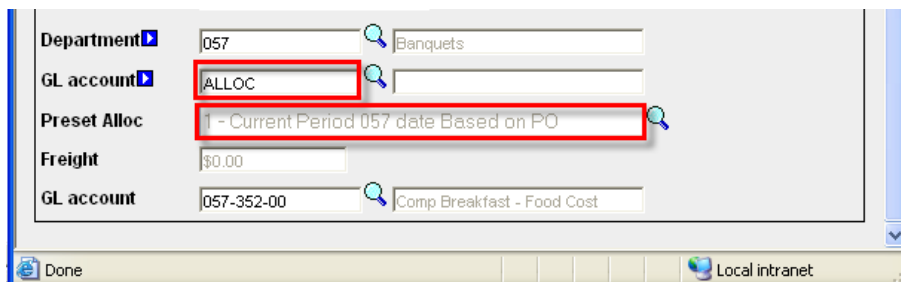 Department 057 Banquets
GL account ALLOC
Preset Alloc 1 - Current Period 057 date Based on PO
Freight $0.00
GL account 057-352-00 Comp Breakfast - Food Cost
Done Local intranet